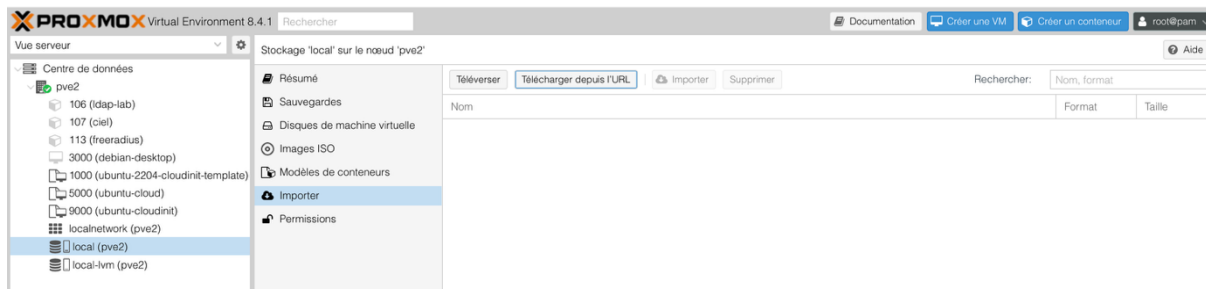 PROXMOX Virtual Environment 8.4.1 Rechercher Documentation Créer une VM Créer un conteneur root@pam
Vue serveur
Stockage 'local' sur le nœud 'pve2' Aide
Centre de données
pve2
106 (ldap-lab)
107 (ciel)
113 (freeradius)
3000 (debian-desktop)
1000 (ubuntu-2204-cloudinit-template)
5000 (ubuntu-cloud)
9000 (ubuntu-cloudinit)
localnetwork (pve2)
local (pve2)
local-lvm (pve2)
Résumé
Sauvegardes
Disques de machine virtuelle
Images ISO
Modèles de conteneurs
Importer
Permissions
Téléverser Télécharger depuis l'URL Importer Supprimer Rechercher: Nom, format
Nom Format Taille